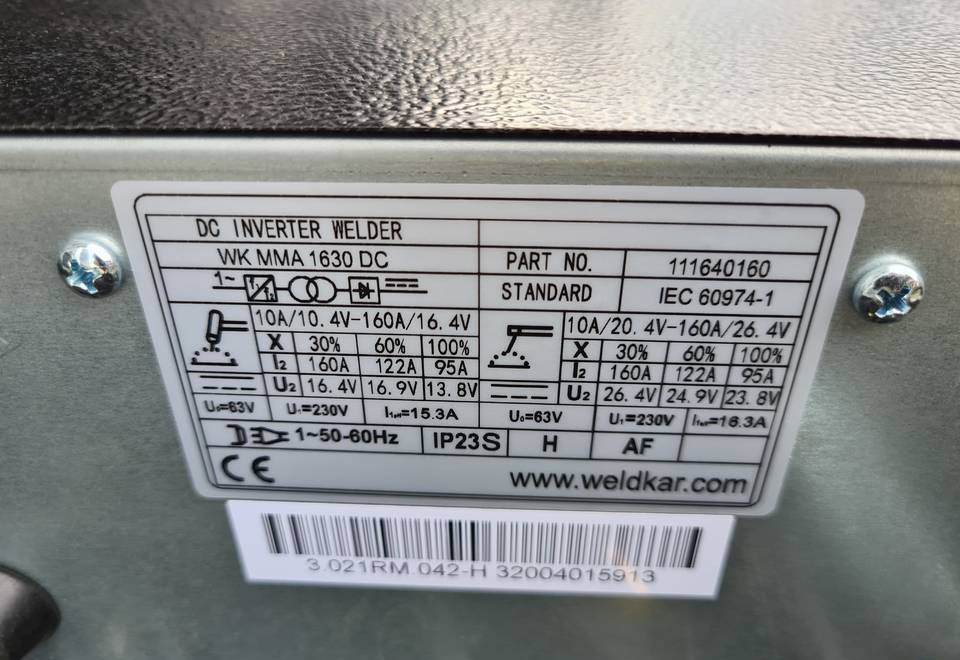 DC INVERTER WELDER
WK MMA 1630 DC
PART NO. 111640160
1~
STANDARD IEC 60974-1
10A/10.4V-160A/16.4V
X 30% 60% 100%
I2 160A 122A 95A
U2 16.4V 16.9V 13.8V
10A/20.4V-160A/26.4V
X 30% 60% 100%
I2 160A 122A 95A
U2 26.4V 24.9V 23.8V
U0=63V U1=230V I1eff=15.3A U0=63V U1=230V I1eff=16.3A
1~50-60Hz IP23S H AF
CE www.weldkar.com
3.021RM.042-H 32004015913